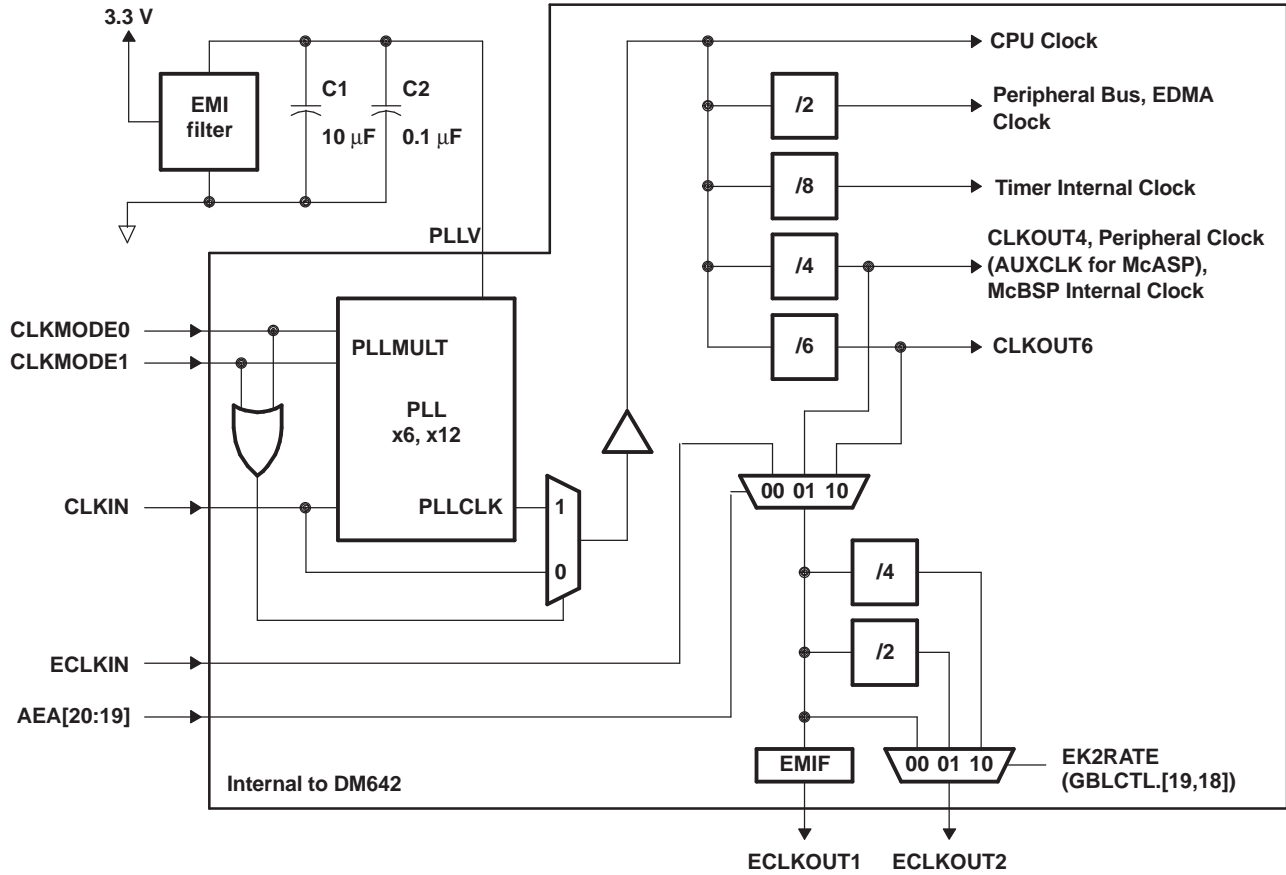 3.3 V
EMI
filter
C1
10 µF
C2
0.1 µF
CPU Clock
/2
Peripheral Bus, EDMA
Clock
/8
Timer Internal Clock
/4
CLKOUT4, Peripheral Clock
(AUXCLK for McASP),
McBSP Internal Clock
/6
CLKOUT6
PLLV
CLKMODE0
CLKMODE1
PLLMULT
PLL
x6, x12
CLKIN
PLLCLK
1
0
00 01 10
/4
/2
ECLKIN
AEA[20:19]
EMIF
00 01 10
EK2RATE
(GBLCTL.[19,18])
Internal to DM642
ECLKOUT1
ECLKOUT2